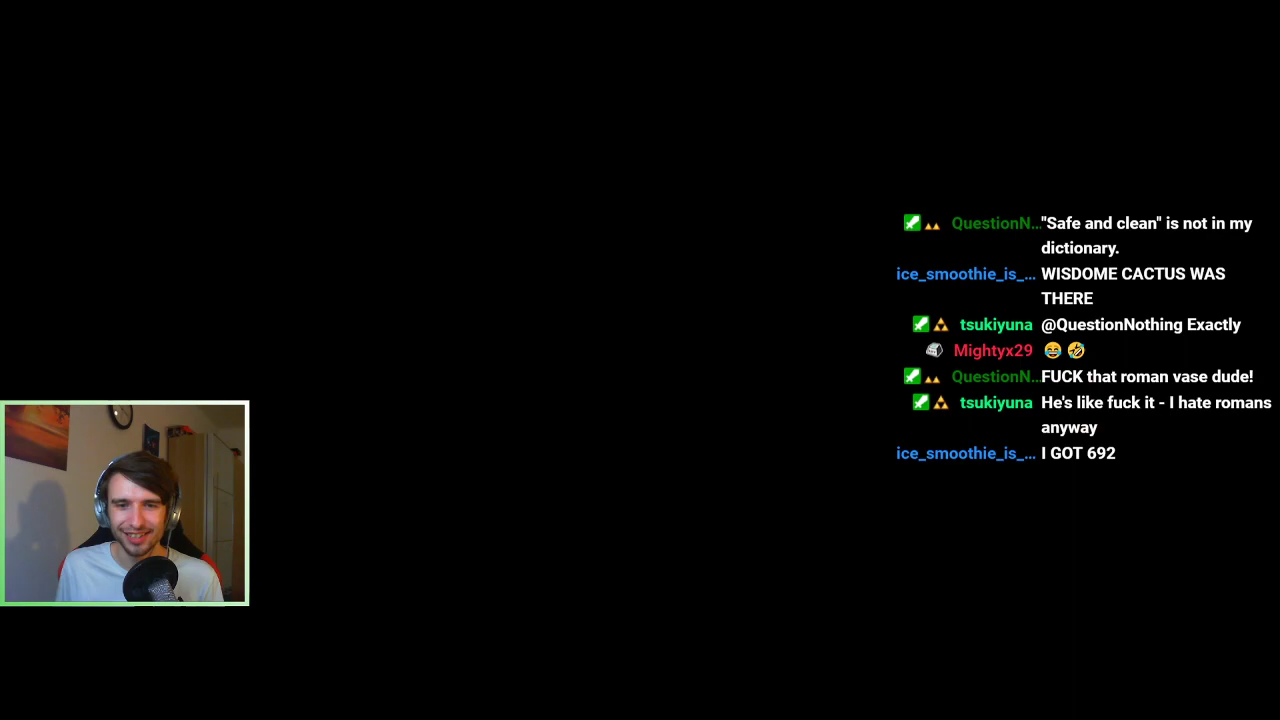 QuestionN... "Safe and clean" is not in my
dictionary.
ice_smoothie_is_... WISDOME CACTUS WAS
THERE
tsukiyuna @QuestionNothing Exactly
Mightyx29 😂 🤣
QuestionN... FUCK that roman vase dude!
tsukiyuna He's like fuck it - I hate romans
anyway
ice_smoothie_is_... I GOT 692